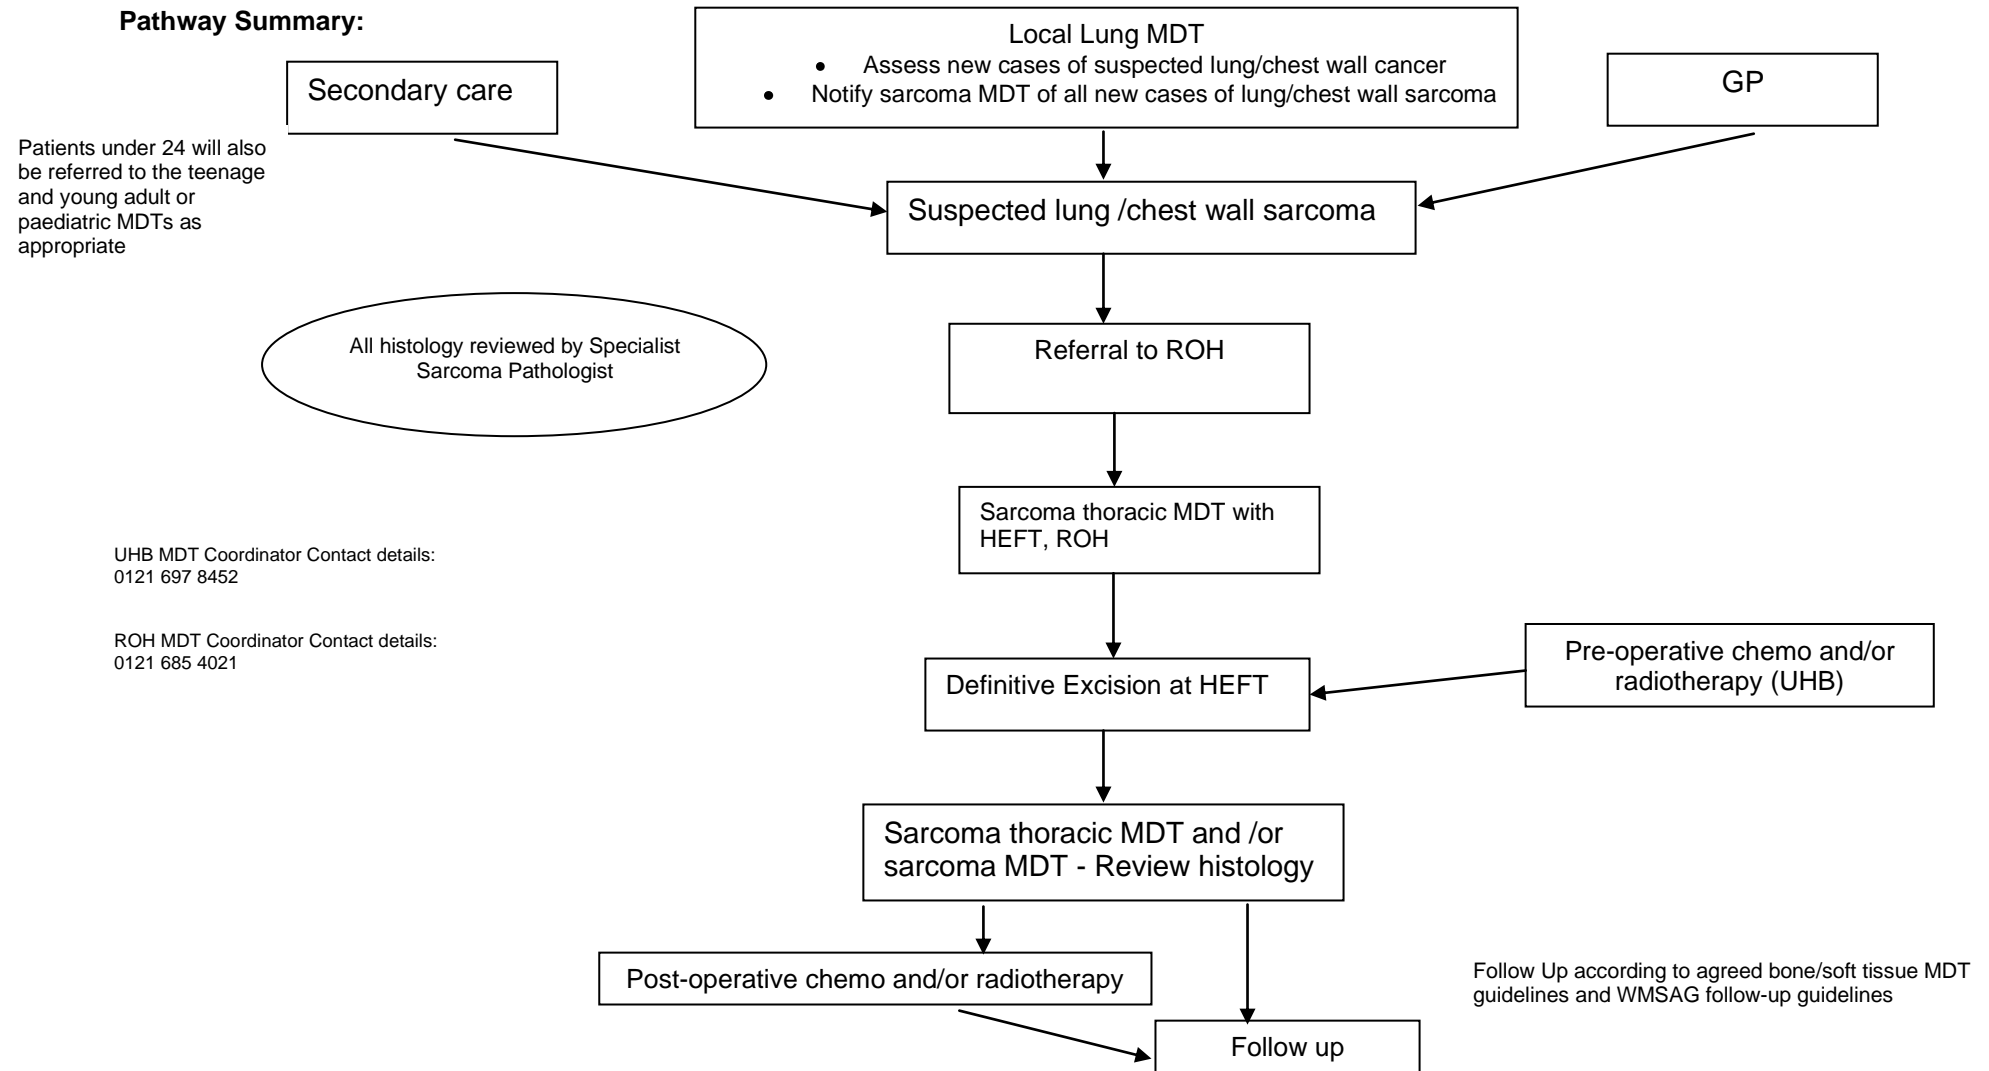 Pathway Summary:
Local Lung MDT
• Assess new cases of suspected lung/chest wall cancer
• Notify sarcoma MDT of all new cases of lung/chest wall sarcoma
Secondary care
GP
Patients under 24 will also
be referred to the teenage
and young adult or
paediatric MDTs as
appropriate
Suspected lung /chest wall sarcoma
All histology reviewed by Specialist
Sarcoma Pathologist
Referral to ROH
Sarcoma thoracic MDT with
HEFT, ROH
UHB MDT Coordinator Contact details:
0121 697 8452
ROH MDT Coordinator Contact details:
0121 685 4021
Pre-operative chemo and/or
radiotherapy (UHB)
Definitive Excision at HEFT
Sarcoma thoracic MDT and /or
sarcoma MDT - Review histology
Post-operative chemo and/or radiotherapy
Follow Up according to agreed bone/soft tissue MDT
guidelines and WMSAG follow-up guidelines
Follow up